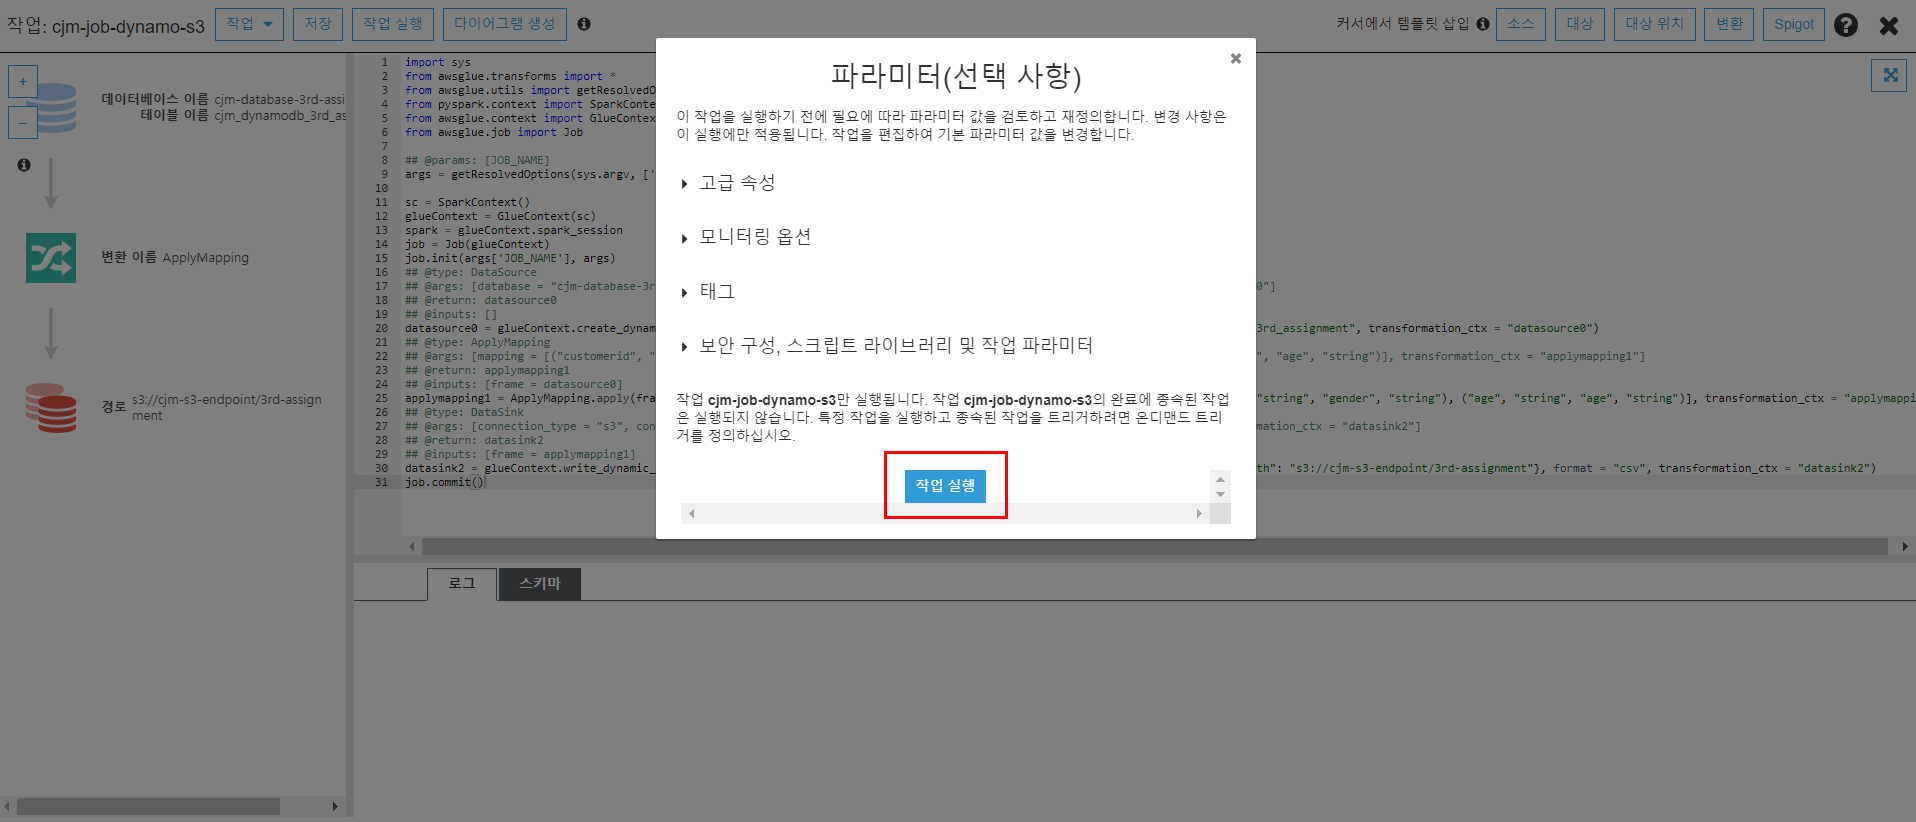 작업: cjm-job-dynamo-s3 작업 저장 작업 실행 다이어그램 생성 커서에서 템플릿 삽입 소스 대상 대상 위치 변환 Spigot
데이터베이스 이름 cjm-database-3rd-assi
테이블 이름 cjm_dynamodb_3rd_as
변환 이름 ApplyMapping
경로 s3://cjm-s3-endpoint/3rd-assign
ment
1 import sys
2 from awsglue.transforms import *
3 from awsglue.utils import getResolvedO
4 from pyspark.context import SparkConte
5 from awsglue.context import GlueContex
6 from awsglue.job import Job
7
8 ## @params: [JOB_NAME]
9 args = getResolvedOptions(sys.argv, ['
10
11 sc = SparkContext()
12 glueContext = GlueContext(sc)
13 spark = glueContext.spark_session
14 job = Job(glueContext)
15 job.init(args['JOB_NAME'], args)
16 ## @type: DataSource
17 ## @args: [database = "cjm-database-3r 0"]
18 ## @return: datasource0
19 ## @inputs: []
20 datasource0 = glueContext.create_dynam 3rd_assignment", transformation_ctx = "datasource0")
21 ## @type: ApplyMapping
22 ## @args: [mapping = [("customerid", " ", "age", "string")], transformation_ctx = "applymapping1"]
23 ## @return: applymapping1
24 ## @inputs: [frame = datasource0]
25 applymapping1 = ApplyMapping.apply(fra "string", "gender", "string"), ("age", "string", "age", "string")], transformation_ctx = "applymappi
26 ## @type: DataSink
27 ## @args: [connection_type = "s3", con mation_ctx = "datasink2"]
28 ## @return: datasink2
29 ## @inputs: [frame = applymapping1]
30 datasink2 = glueContext.write_dynamic_ th": "s3://cjm-s3-endpoint/3rd-assignment"}, format = "csv", transformation_ctx = "datasink2")
31 job.commit()
파라미터(선택 사항)
이 작업을 실행하기 전에 필요에 따라 파라미터 값을 검토하고 재정의합니다. 변경 사항은
이 실행에만 적용됩니다. 작업을 편집하여 기본 파라미터 값을 변경합니다.
고급 속성
모니터링 옵션
태그
보안 구성, 스크립트 라이브러리 및 작업 파라미터
작업 cjm-job-dynamo-s3만 실행됩니다. 작업 cjm-job-dynamo-s3의 완료에 종속된 작업
은 실행되지 않습니다. 특정 작업을 실행하고 종속된 작업을 트리거하려면 온디맨드 트리
거를 정의하십시오.
작업 실행
로그 스키마